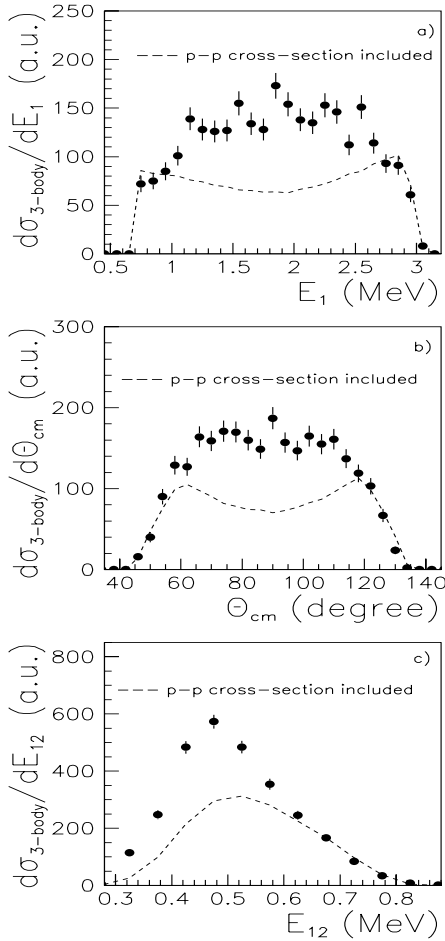 dσ3-body/dE1 (a.u.)
250
200
150
100
50
0
a)
p-p cross-section included
0.5 1 1.5 2 2.5 3
E1 (MeV)
dσ3-body/dΘcm (a.u.)
300
200
100
0
b)
p-p cross-section included
40 60 80 100 120 140
Θcm (degree)
dσ3-body/dE12 (a.u.)
800
600
400
200
0
c)
p-p cross-section included
0.3 0.4 0.5 0.6 0.7 0.8
E12 (MeV)